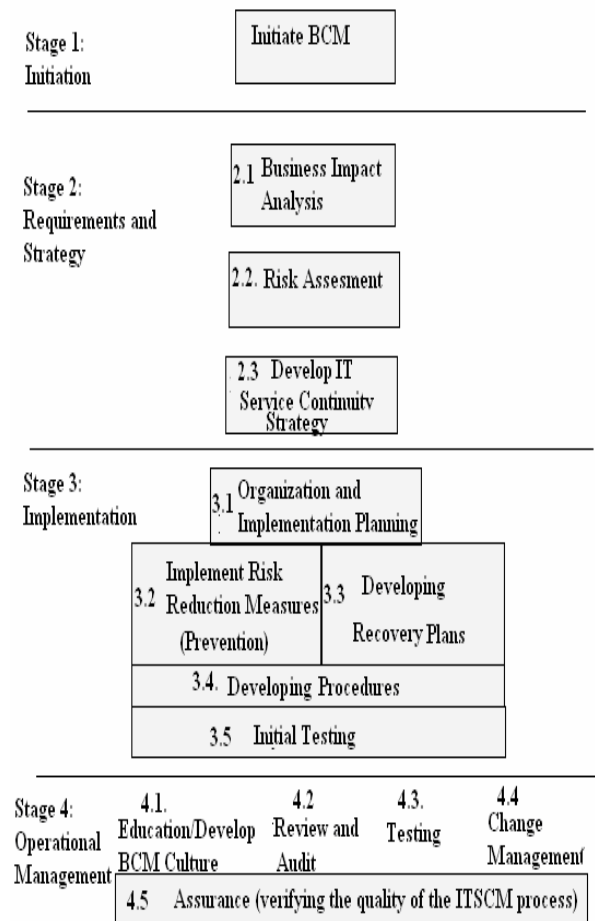 Stage 1:
Initiation
Initiate BCM
Stage 2:
Requirements and
Strategy
2.1 Business Impact
Analysis
2.2. Risk Assesment
2.3 Develop IT
Service Continuity
Strategy
Stage 3:
Implementation
3.1 Organization and
Implementation Planning
3.2 Implement Risk
Reduction Measures
(Prevention)
3.3 Developing
Recovery Plans
3.4. Developing Procedures
3.5 Initial Testing
Stage 4:
Operational
Management
4.1.
Education/Develop
BCM Culture
4.2
Review and
Audit
4.3.
Testing
4.4
Change
Management
4.5 Assurance (verifying the quality of the ITSCM process)